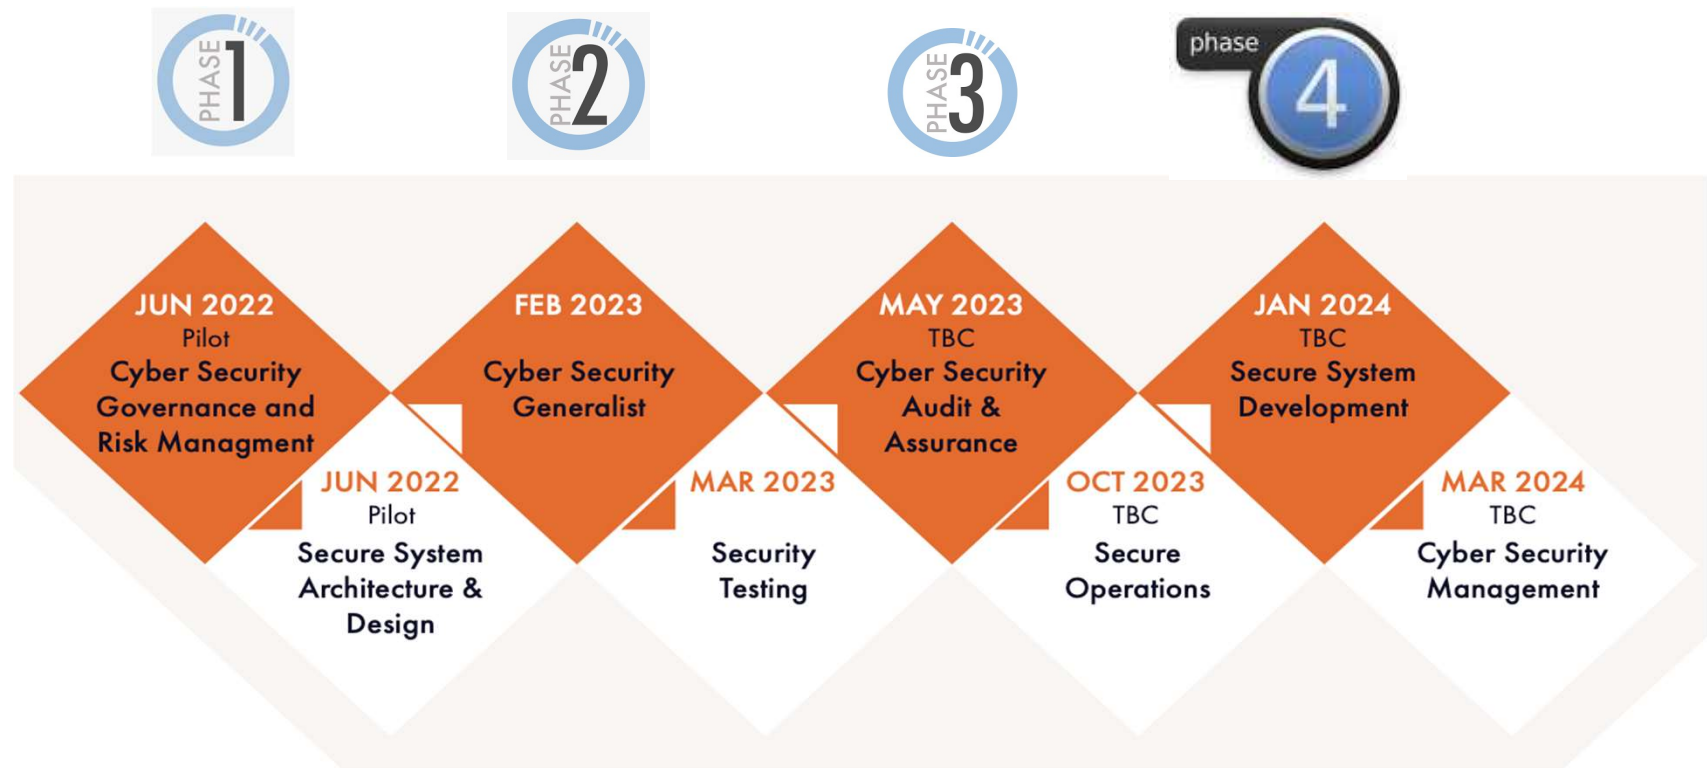 PHASE 1
PHASE 2
PHASE 3
phase 4
JUN 2022
Pilot
Cyber Security
Governance and
Risk Managment
JUN 2022
Pilot
Secure System
Architecture &
Design
FEB 2023
Cyber Security
Generalist
MAR 2023
Security
Testing
MAY 2023
TBC
Cyber Security
Audit &
Assurance
OCT 2023
TBC
Secure
Operations
JAN 2024
TBC
Secure System
Development
MAR 2024
TBC
Cyber Security
Management